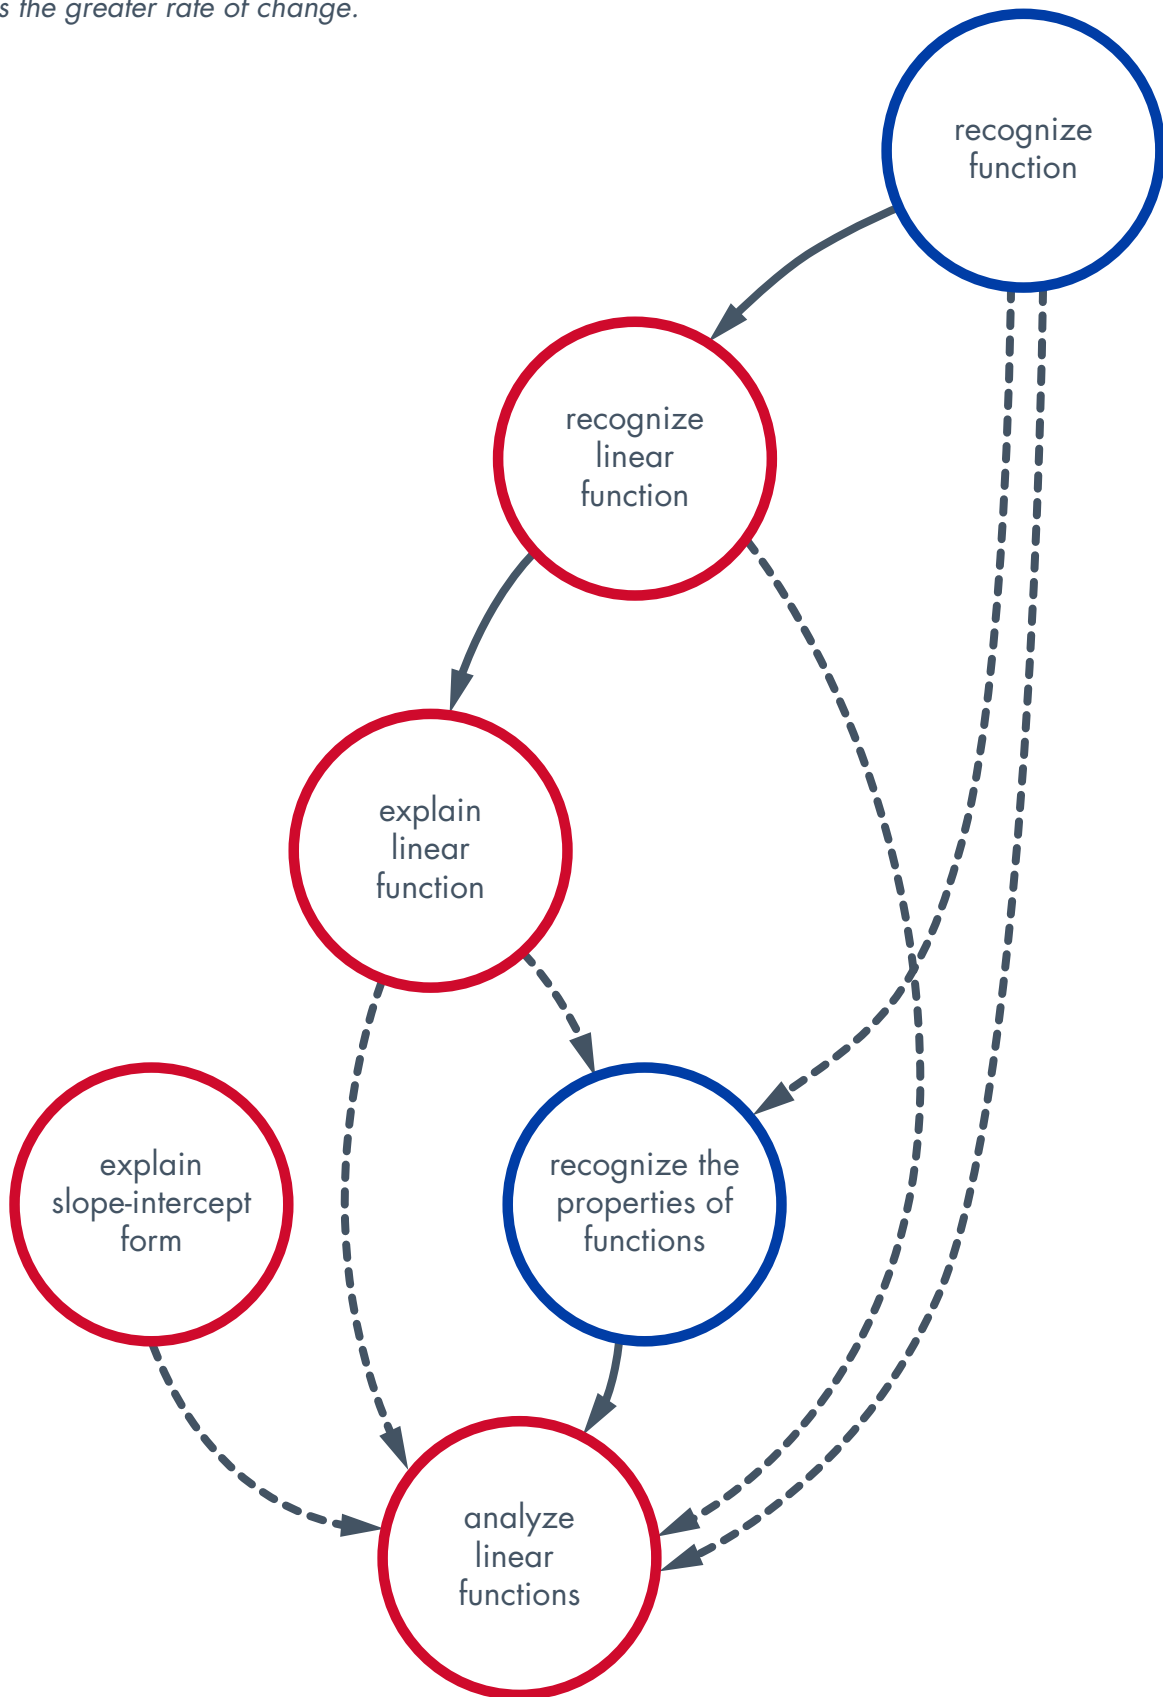 s the greater rate of change.
recognize
function
recognize
linear
function
explain
linear
function
explain
slope-intercept
form
recognize the
properties of
functions
analyze
linear
functions